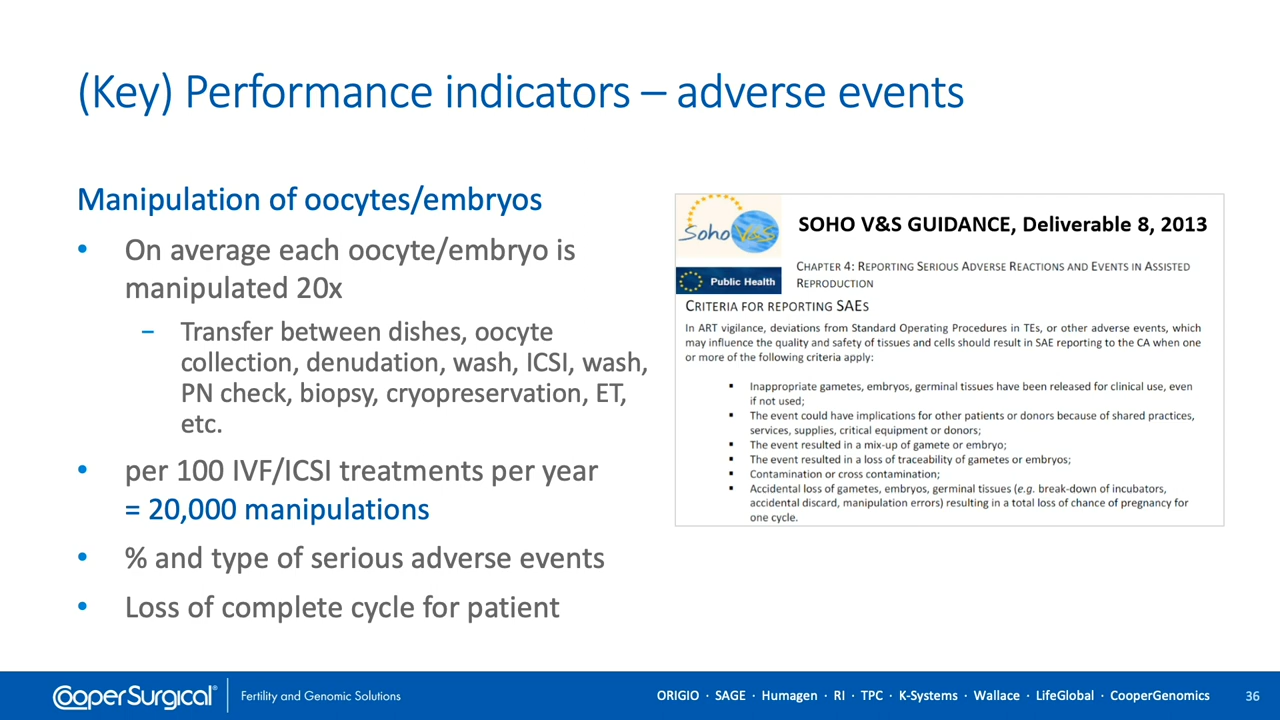 (Key) Performance indicators – adverse events
Manipulation of oocytes/embryos
• On average each oocyte/embryo is
manipulated 20x
– Transfer between dishes, oocyte
collection, denudation, wash, ICSI, wash,
PN check, biopsy, cryopreservation, ET,
etc.
• per 100 IVF/ICSI treatments per year
= 20,000 manipulations
• % and type of serious adverse events
• Loss of complete cycle for patient
Soho V&S
Public Health
SOHO V&S GUIDANCE, Deliverable 8, 2013
CHAPTER 4: REPORTING SERIOUS ADVERSE REACTIONS AND EVENTS IN ASSISTED
REPRODUCTION
CRITERIA FOR REPORTING SAES
In ART vigilance, deviations from Standard Operating Procedures in TEs, or other adverse events, which
may influence the quality and safety of tissues and cells should result in SAE reporting to the CA when one
or more of the following criteria apply:
▪ Inappropriate gametes, embryos, germinal tissues have been released for clinical use, even
if not used;
▪ The event could have implications for other patients or donors because of shared practices,
services, supplies, critical equipment or donors;
▪ The event resulted in a mix-up of gamete or embryo;
▪ The event resulted in a loss of traceability of gametes or embryos;
▪ Contamination or cross contamination;
▪ Accidental loss of gametes, embryos, germinal tissues (e.g. break-down of incubators,
accidental discard, manipulation errors) resulting in a total loss of chance of pregnancy for
one cycle.
CooperSurgical® Fertility and Genomic Solutions
ORIGIO · SAGE · Humagen · RI · TPC · K-Systems · Wallace · LifeGlobal · CooperGenomics
36